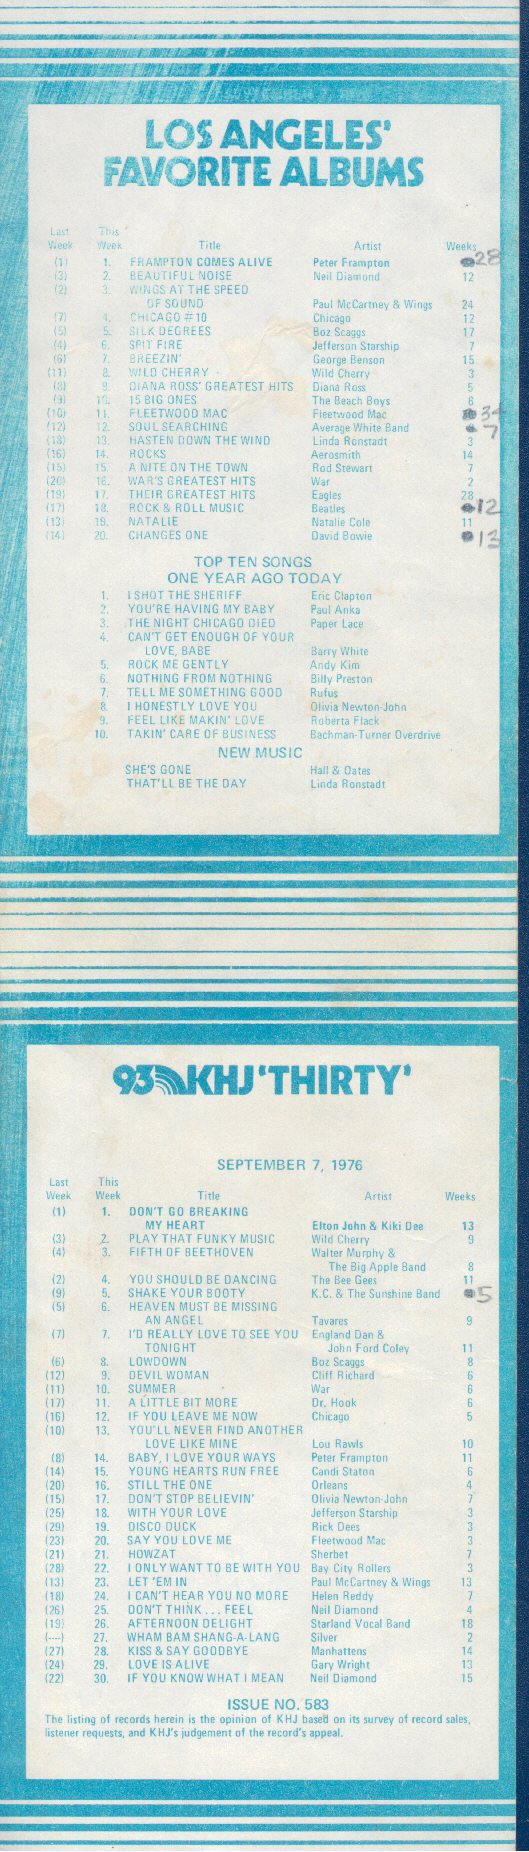 LOS ANGELES'
FAVORITE ALBUMS
Last This
Week Week Title Artist Weeks
(1) 1. FRAMPTON COMES ALIVE Peter Frampton 28
(3) 2. BEAUTIFUL NOISE Neil Diamond 12
(2) 3. WINGS AT THE SPEED
OF SOUND Paul McCartney & Wings 24
(7) 4. CHICAGO #10 Chicago 12
(5) 5. SILK DEGREES Boz Scaggs 17
(4) 6. SPIT FIRE Jefferson Starship 7
(6) 7. BREEZIN' George Benson 15
(11) 8. WILD CHERRY Wild Cherry 3
(8) 9. DIANA ROSS' GREATEST HITS Diana Ross 5
(9) 10. 15 BIG ONES The Beach Boys 6
(10) 11. FLEETWOOD MAC Fleetwood Mac 34
(12) 12. SOUL SEARCHING Average White Band 7
(18) 13. HASTEN DOWN THE WIND Linda Ronstadt 3
(16) 14. ROCKS Aerosmith 14
(15) 15. A NITE ON THE TOWN Rod Stewart 7
(20) 16. WAR'S GREATEST HITS War 2
(19) 17. THEIR GREATEST HITS Eagles 28
(17) 18. ROCK & ROLL MUSIC Beatles 12
(13) 19. NATALIE Natalie Cole 11
(14) 20. CHANGES ONE David Bowie 13
TOP TEN SONGS
ONE YEAR AGO TODAY
1. I SHOT THE SHERIFF Eric Clapton
2. YOU'RE HAVING MY BABY Paul Anka
3. THE NIGHT CHICAGO DIED Paper Lace
4. CAN'T GET ENOUGH OF YOUR
LOVE, BABE Barry White
5. ROCK ME GENTLY Andy Kim
6. NOTHING FROM NOTHING Billy Preston
7. TELL ME SOMETHING GOOD Rufus
8. I HONESTLY LOVE YOU Olivia Newton-John
9. FEEL LIKE MAKIN' LOVE Roberta Flack
10. TAKIN' CARE OF BUSINESS Bachman-Turner Overdrive
NEW MUSIC
SHE'S GONE Hall & Oates
THAT'LL BE THE DAY Linda Ronstadt
93 KHJ 'THIRTY'
SEPTEMBER 7, 1976
Last This
Week Week Title Artist Weeks
(1) 1. DON'T GO BREAKING
MY HEART Elton John & Kiki Dee 13
(3) 2. PLAY THAT FUNKY MUSIC Wild Cherry 9
(4) 3. FIFTH OF BEETHOVEN Walter Murphy &
The Big Apple Band 8
(2) 4. YOU SHOULD BE DANCING The Bee Gees 11
(9) 5. SHAKE YOUR BOOTY K.C. & The Sunshine Band 5
(5) 6. HEAVEN MUST BE MISSING
AN ANGEL Tavares 9
(7) 7. I'D REALLY LOVE TO SEE YOU England Dan &
TONIGHT John Ford Coley 11
(6) 8. LOWDOWN Boz Scaggs 8
(12) 9. DEVIL WOMAN Cliff Richard 6
(11) 10. SUMMER War 6
(17) 11. A LITTLE BIT MORE Dr. Hook 6
(16) 12. IF YOU LEAVE ME NOW Chicago 5
(10) 13. YOU'LL NEVER FIND ANOTHER
LOVE LIKE MINE Lou Rawls 10
(8) 14. BABY, I LOVE YOUR WAYS Peter Frampton 11
(14) 15. YOUNG HEARTS RUN FREE Candi Staton 6
(20) 16. STILL THE ONE Orleans 4
(15) 17. DON'T STOP BELIEVIN' Olivia Newton-John 7
(25) 18. WITH YOUR LOVE Jefferson Starship 3
(29) 19. DISCO DUCK Rick Dees 3
(23) 20. SAY YOU LOVE ME Fleetwood Mac 3
(21) 21. HOWZAT Sherbet 7
(28) 22. I ONLY WANT TO BE WITH YOU Bay City Rollers 3
(13) 23. LET 'EM IN Paul McCartney & Wings 13
(18) 24. I CAN'T HEAR YOU NO MORE Helen Reddy 7
(26) 25. DON'T THINK . . . FEEL Neil Diamond 4
(19) 26. AFTERNOON DELIGHT Starland Vocal Band 18
(----) 27. WHAM BAM SHANG-A-LANG Silver 2
(27) 28. KISS & SAY GOODBYE Manhattens 14
(24) 29. LOVE IS ALIVE Gary Wright 13
(22) 30. IF YOU KNOW WHAT I MEAN Neil Diamond 15
ISSUE NO. 583
The listing of records herein is the opinion of KHJ based on its survey of record sales,
listener requests, and KHJ's judgement of the record's appeal.